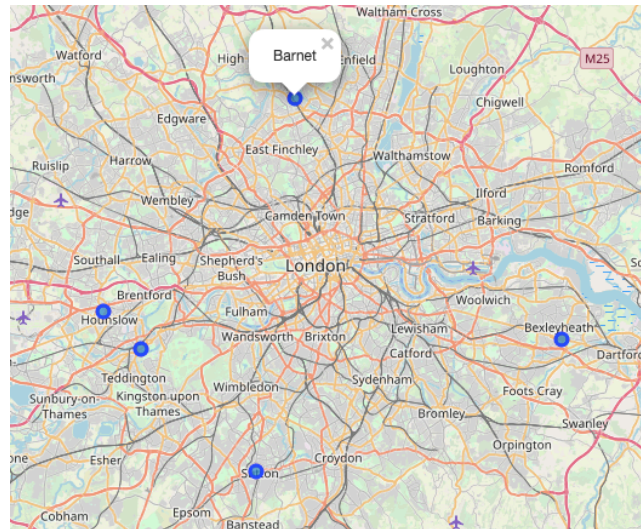 Waltham Cross
Watford
High
Enfield
×
Barnet
Loughton
M25
Chigwell
Edgware
East Finchley
Ruislip
Harrow
Walthamstow
Romford
Wembley
Ilford
Camden Town
Stratford
Barking
Southall
Ealing
Shepherd's
Bush
London
Brentford
Fulham
Woolwich
Hounslow
Wandsworth
Brixton
Lewisham
Bexleyheath
Catford
Dartford
Teddington
Wimbledon
Sydenham
Foots Cray
Sunbury-on-
Thames
Kingston upon
Thames
Bromley
Swanley
Esher
Croydon
Orpington
Cobham
Epsom
Banstead